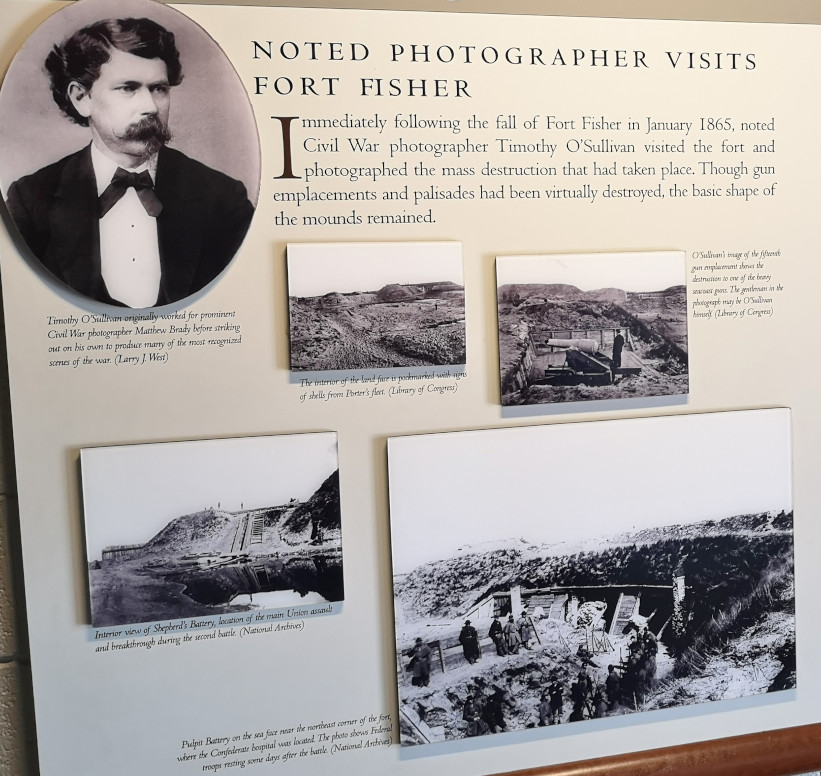 NOTED PHOTOGRAPHER VISITS
FORT FISHER
Immediately following the fall of Fort Fisher in January 1865, noted
Civil War photographer Timothy O'Sullivan visited the fort and
photographed the mass destruction that had taken place. Though gun
emplacements and palisades had been virtually destroyed, the basic shape of
the mounds remained.
Timothy O'Sullivan originally worked for prominent
Civil War photographer Matthew Brady before striking
out on his own to produce many of the most recognized
scenes of the war. (Larry J. West)
The interior of the land face is pockmarked with signs
of shells from Porter's fleet. (Library of Congress)
O'Sullivan's image of the fifteenth
gun emplacement shows the
destruction to one of the heavy
seacoast guns. The gentleman in the
photograph may be O'Sullivan
himself. (Library of Congress)
Interior view of Shepherd's Battery, location of the main Union assault
and breakthrough during the second battle. (National Archives)
Pulpit Battery on the sea face near the northeast corner of the fort,
where the Confederate hospital was located. The photo shows Federal
troops resting some days after the battle. (National Archives)